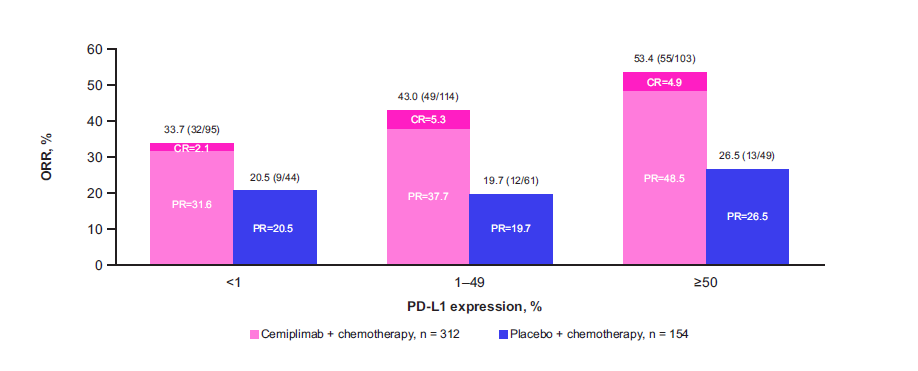 ORR, %
60
50
40
30
20
10
0
33.7 (32/95)
CR=2.1
PR=31.6
20.5 (9/44)
PR=20.5
43.0 (49/114)
CR=5.3
PR=37.7
19.7 (12/61)
PR=19.7
53.4 (55/103)
CR=4.9
PR=48.5
26.5 (13/49)
PR=26.5
<1
1–49
≥50
PD-L1 expression, %
Cemiplimab + chemotherapy, n = 312
Placebo + chemotherapy, n = 154